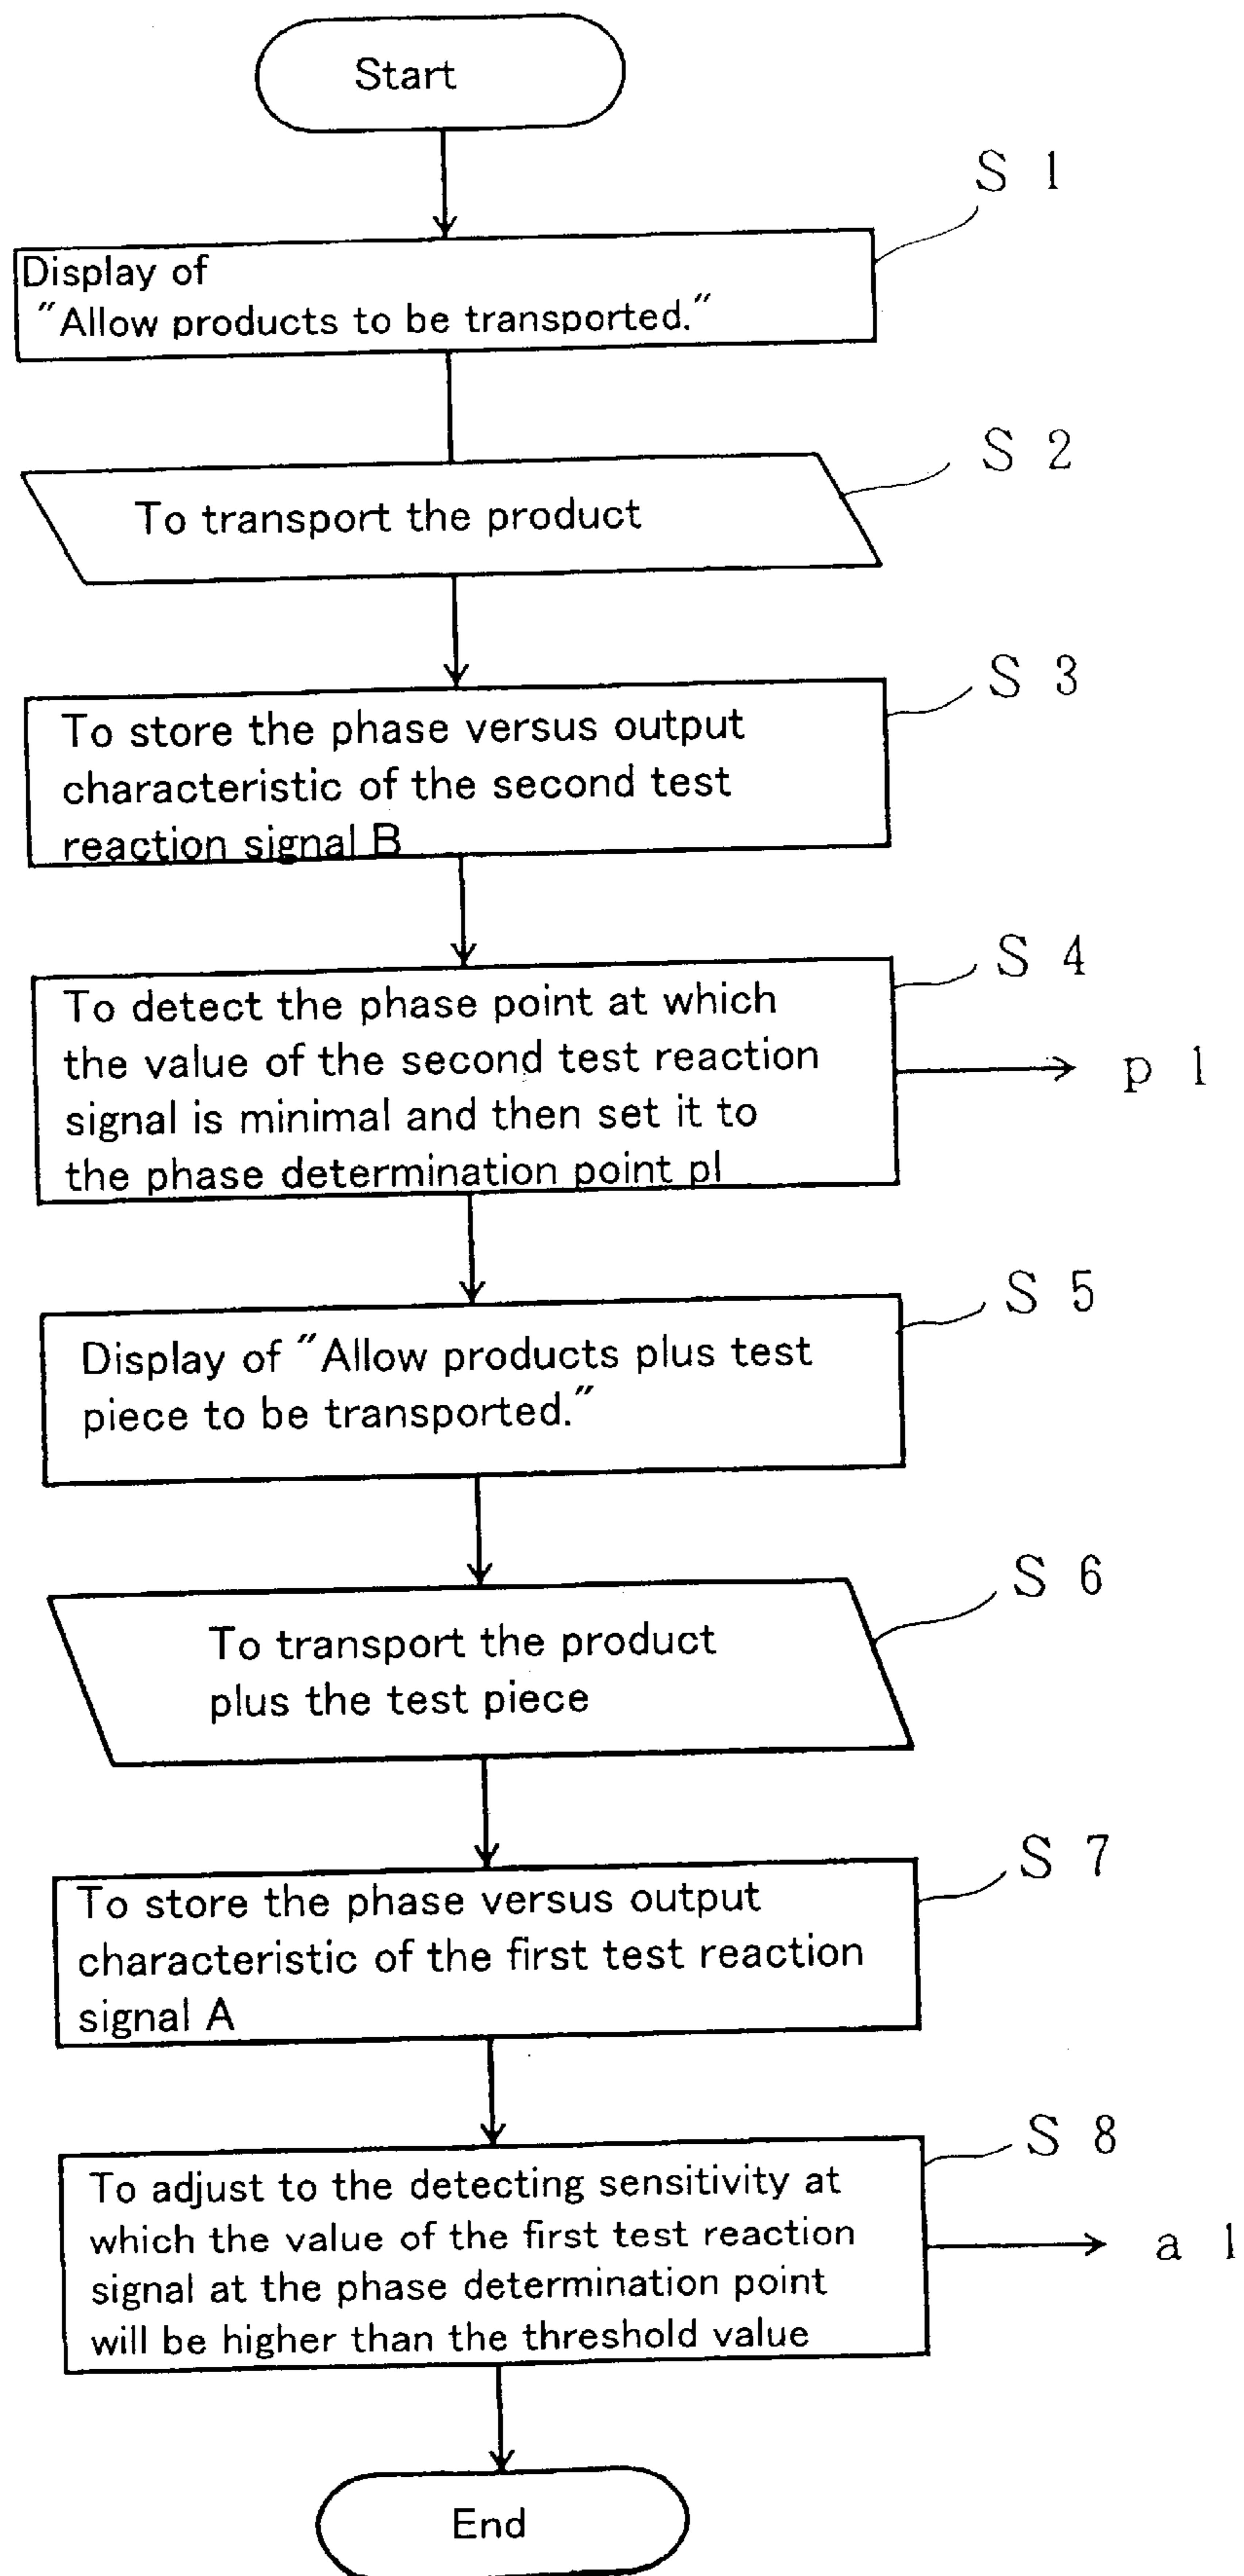 Start
S 1
Display of
"Allow products to be transported."
S 2
To transport the product
S 3
To store the phase versus output
characteristic of the second test
reaction signal B
S 4
To detect the phase point at which
the value of the second test reaction
signal is minimal and then set it to
the phase determination point pl
p 1
S 5
Display of "Allow products plus test
piece to be transported."
S 6
To transport the product
plus the test piece
S 7
To store the phase versus output
characteristic of the first test reaction
signal A
S 8
To adjust to the detecting sensitivity at
which the value of the first test reaction
signal at the phase determination point
will be higher than the threshold value
a 1
End